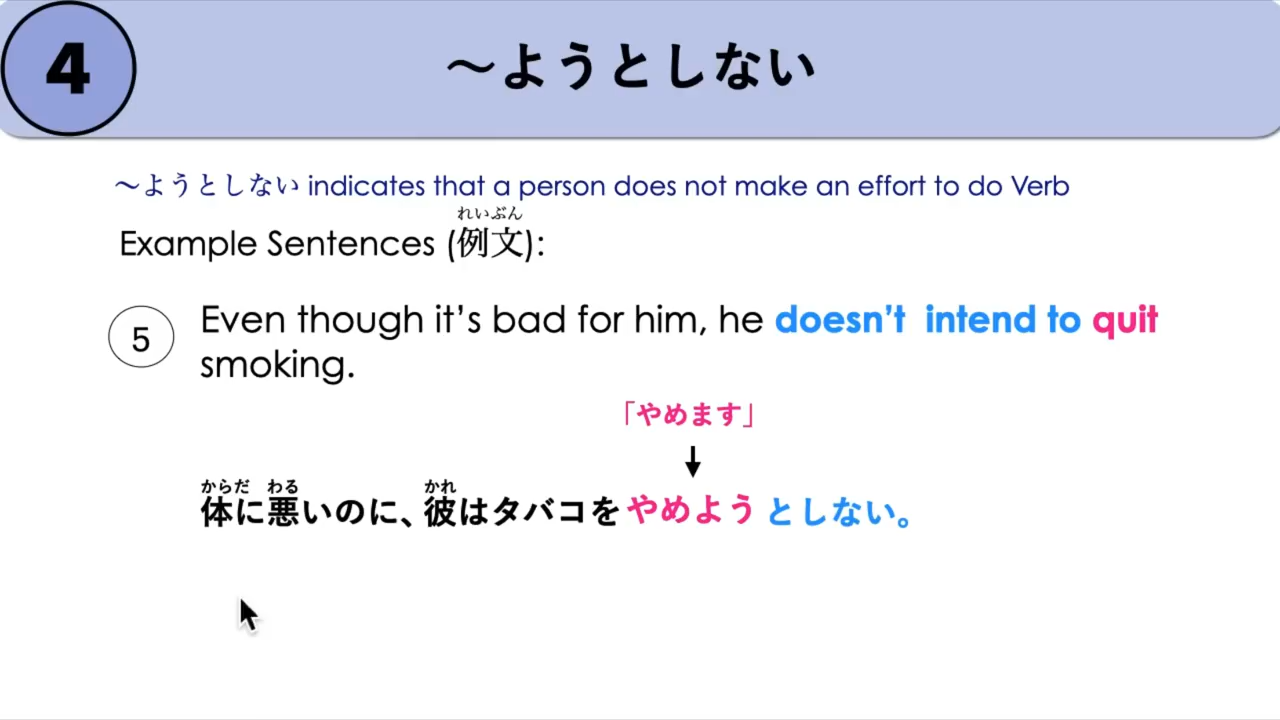 4
～ようとしない
～ようとしない indicates that a person does not make an effort to do Verb
れいぶん
Example Sentences (例文):
5
Even though it's bad for him, he doesn't intend to quit
smoking.
「やめます」
↓
からだ わる かれ
体に悪いのに、彼はタバコをやめようとしない。